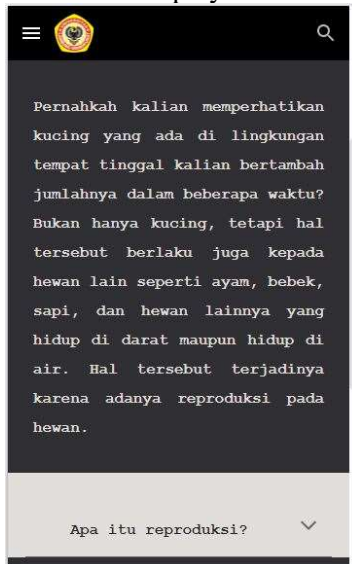 Pernahkah kalian memperhatikan
kucing yang ada di lingkungan
tempat tinggal kalian bertambah
jumlahnya dalam beberapa waktu?
Bukan hanya kucing, tetapi hal
tersebut berlaku juga kepada
hewan lain seperti ayam, bebek,
sapi, dan hewan lainnya yang
hidup di darat maupun hidup di
air. Hal tersebut terjadinya
karena adanya reproduksi pada
hewan.
Apa itu reproduksi?